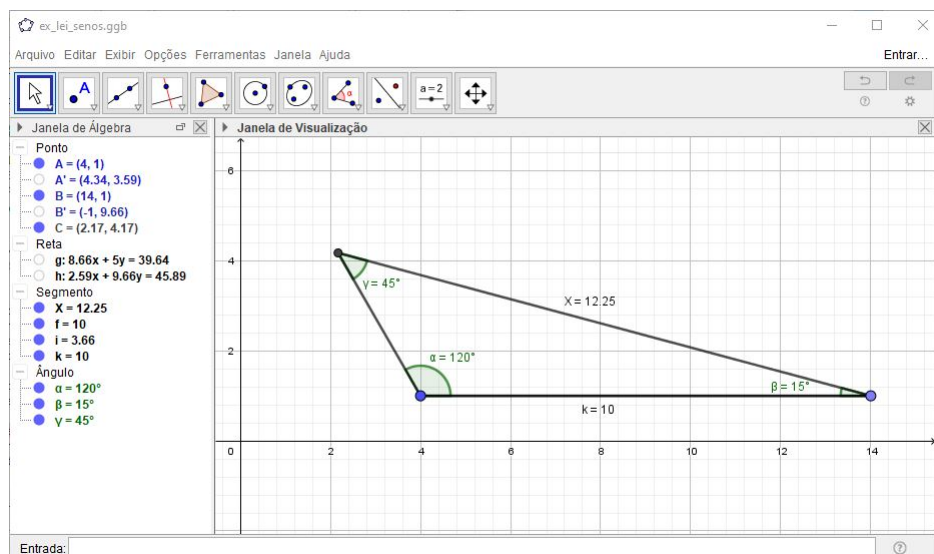 ex_lei_senos.ggb
Arquivo Editar Exibir Opções Ferramentas Janela Ajuda
Entrar...
A
α
a = 2
Janela de Álgebra
Janela de Visualização
Ponto
A = (4, 1)
A' = (4.34, 3.59)
B = (14, 1)
B' = (-1, 9.66)
C = (2.17, 4.17)
Reta
g: 8.66x + 5y = 39.64
h: 2.59x + 9.66y = 45.89
Segmento
X = 12.25
f = 10
i = 3.66
k = 10
Ângulo
α = 120°
β = 15°
γ = 45°
6
4
2
0 2 4 6 8 10 12 14
γ = 45°
X = 12.25
α = 120°
β = 15°
k = 10
Entrada: